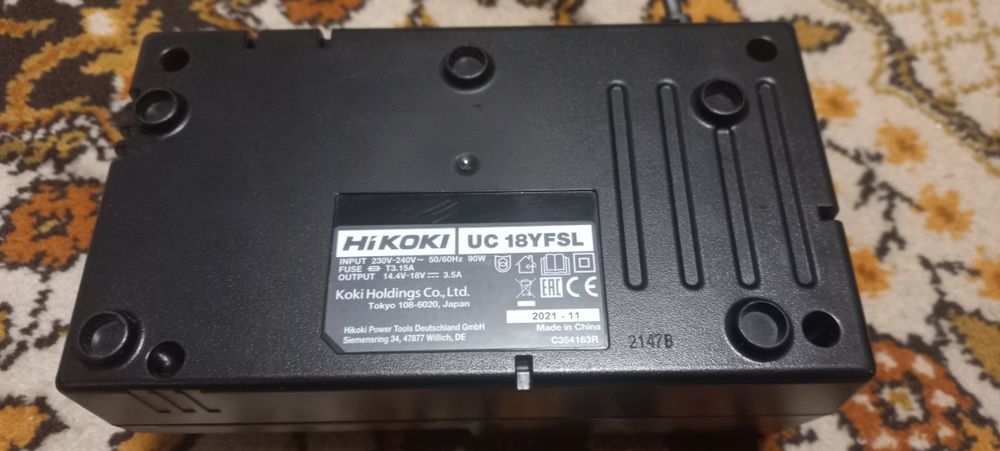 HiKOKI UC 18YFSL
INPUT 230V-240V~ 50/60Hz 90W
FUSE T3.15A
OUTPUT 14.4V-18V⎓ 3.5A
Koki Holdings Co., Ltd.
Tokyo 108-6020, Japan
EAC CE
2021 - 11
Made in China
Hikoki Power Tools Deutschland GmbH
Siemensring 34, 47877 Willich, DE
C354163R
2147B